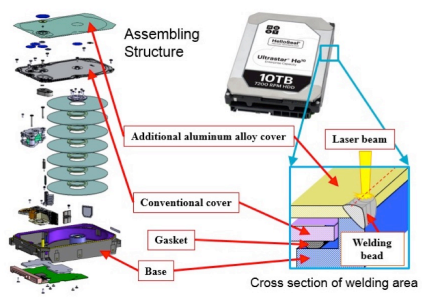 Assembling
Structure
HelioSeal
Ultrastar He¹⁰
10TB
7200 RPM HDD
Additional aluminum alloy cover
Laser beam
Conventional cover
Gasket
Base
Welding
bead
Cross section of welding area